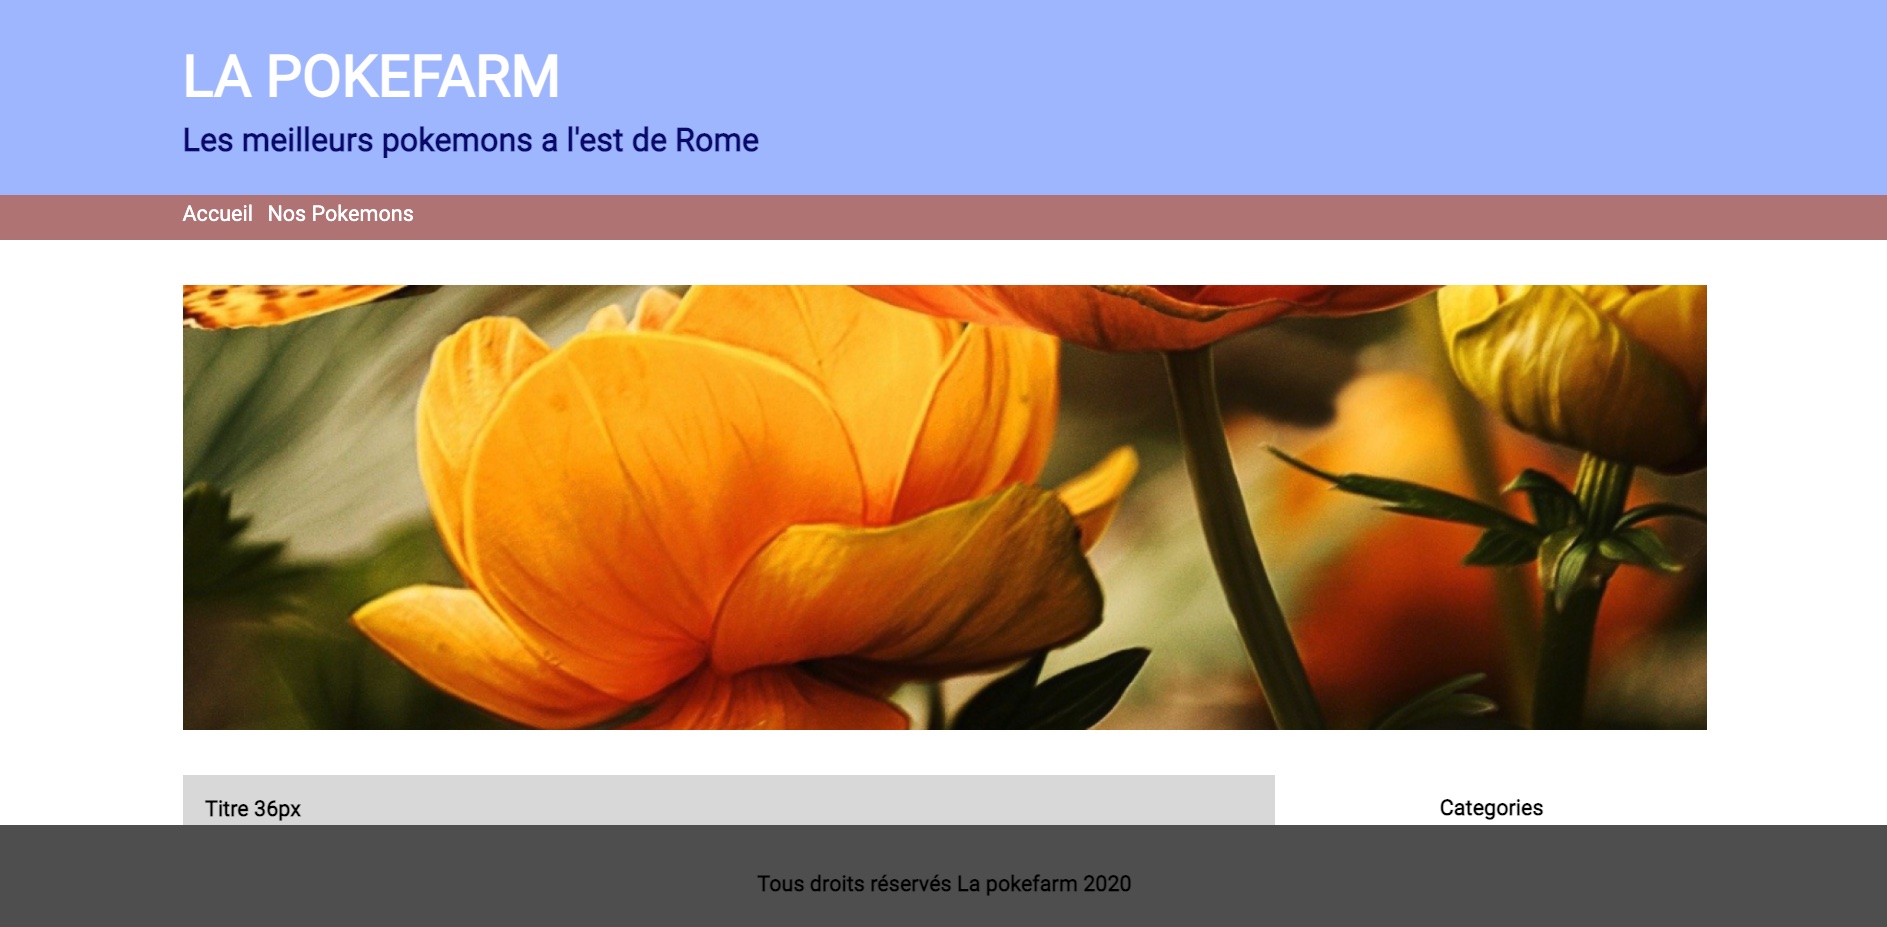 LA POKEFARM
Les meilleurs pokemons a l'est de Rome
Accueil Nos Pokemons
Titre 36px
Categories
Tous droits réservés La pokefarm 2020